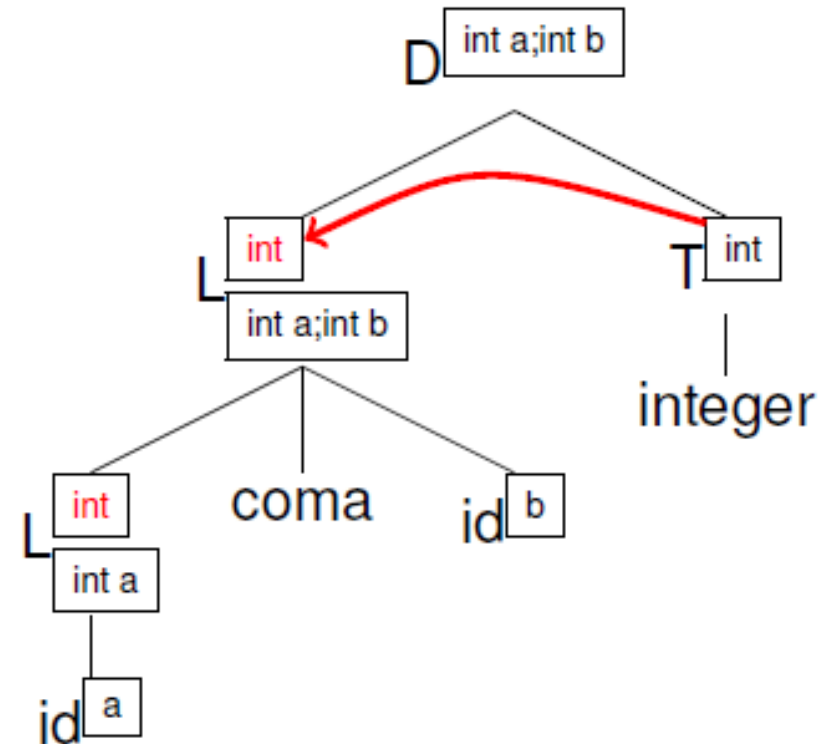 D int a;int b
L int
T int
int a;int b
integer
L int
coma
id b
int a
id a